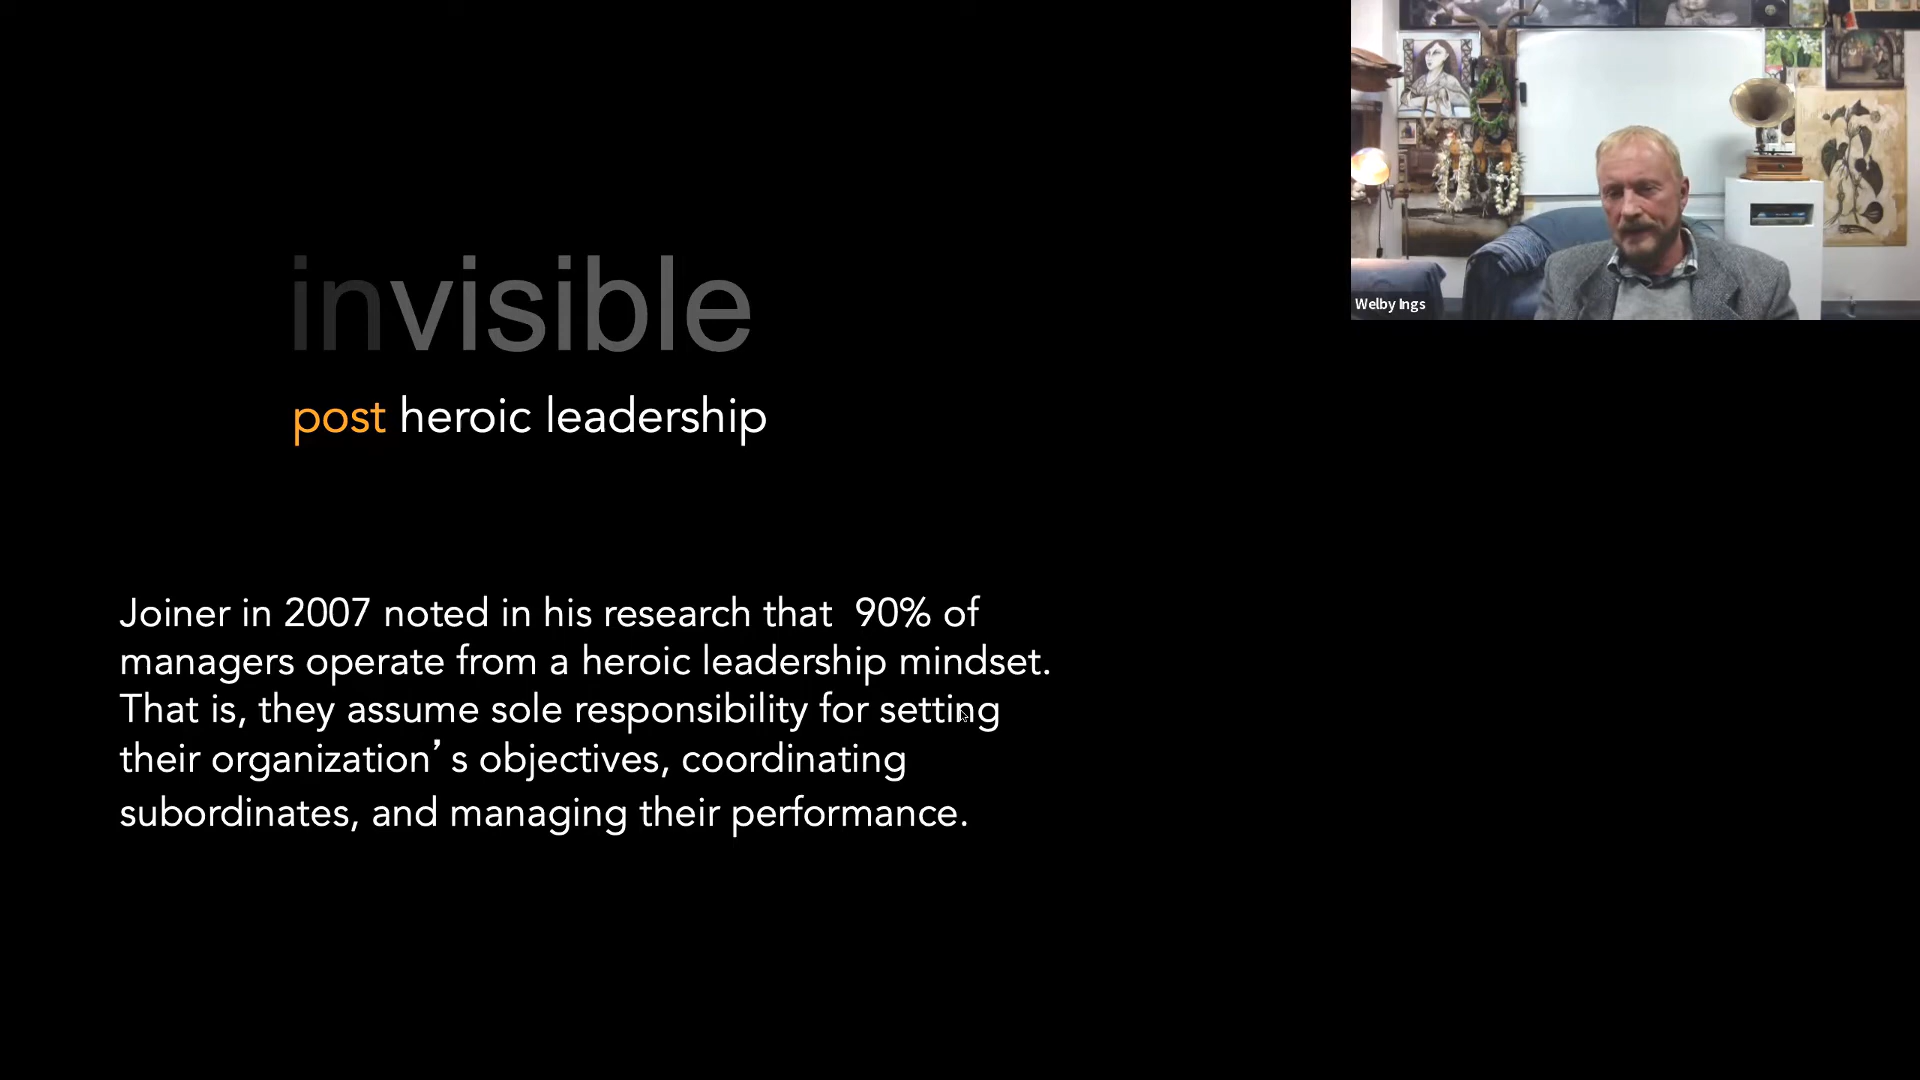 invisible
post heroic leadership
Joiner in 2007 noted in his research that  90% of
managers operate from a heroic leadership mindset.
That is, they assume sole responsibility for setting
their organization’ s objectives, coordinating
subordinates, and managing their performance.
Welby Ings